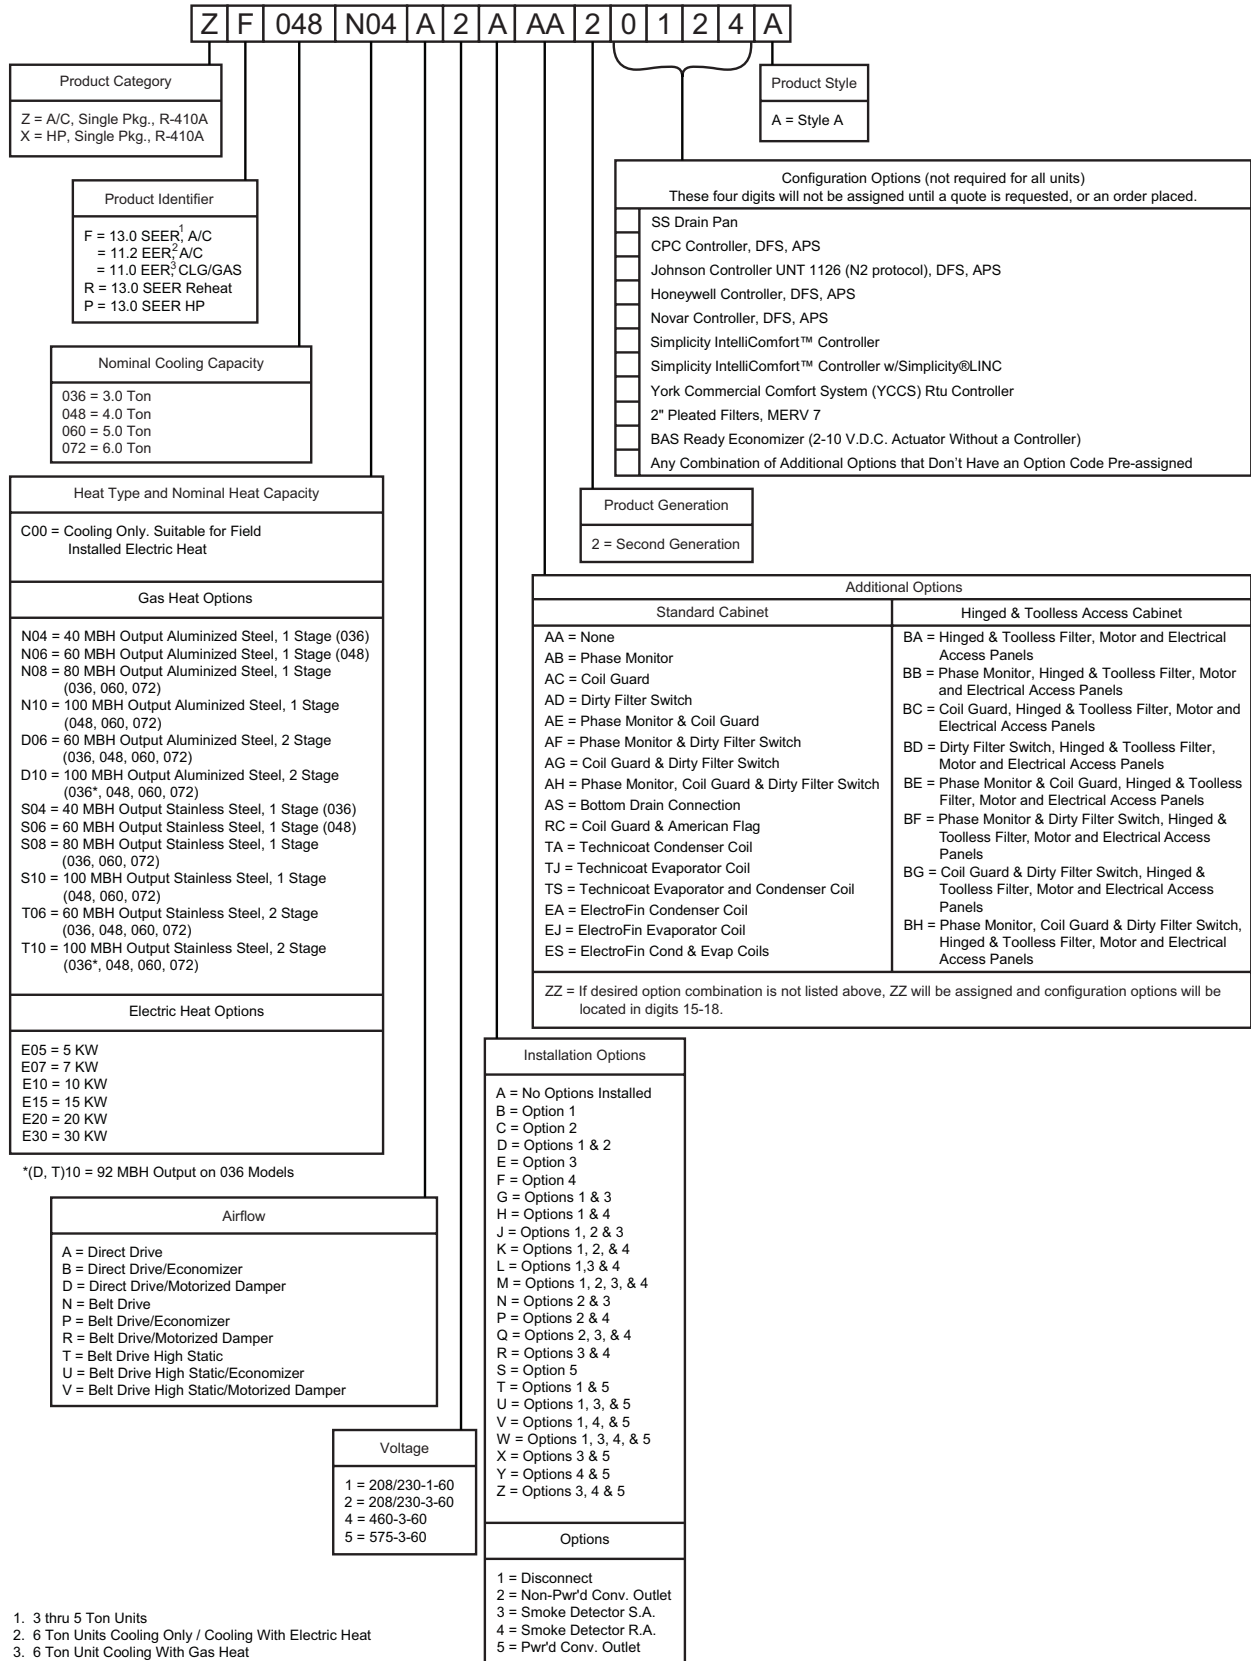 Z F 048 N04 A 2 A AA 2 0 1 2 4 A
Product Category
Z = A/C, Single Pkg., R-410A
X = HP, Single Pkg., R-410A
Product Style
A = Style A
Product Identifier
F = 13.0 SEER,1 A/C
= 11.2 EER,2 A/C
= 11.0 EER,3 CLG/GAS
R = 13.0 SEER Reheat
P = 13.0 SEER HP
Configuration Options (not required for all units)
These four digits will not be assigned until a quote is requested, or an order placed.
SS Drain Pan
CPC Controller, DFS, APS
Johnson Controller UNT 1126 (N2 protocol), DFS, APS
Honeywell Controller, DFS, APS
Novar Controller, DFS, APS
Simplicity IntelliComfort™ Controller
Simplicity IntelliComfort™ Controller w/Simplicity®LINC
York Commercial Comfort System (YCCS) Rtu Controller
2" Pleated Filters, MERV 7
BAS Ready Economizer (2-10 V.D.C. Actuator Without a Controller)
Any Combination of Additional Options that Don't Have an Option Code Pre-assigned
Nominal Cooling Capacity
036 = 3.0 Ton
048 = 4.0 Ton
060 = 5.0 Ton
072 = 6.0 Ton
Heat Type and Nominal Heat Capacity
C00 = Cooling Only. Suitable for Field
Installed Electric Heat
Gas Heat Options
N04 = 40 MBH Output Aluminized Steel, 1 Stage (036)
N06 = 60 MBH Output Aluminized Steel, 1 Stage (048)
N08 = 80 MBH Output Aluminized Steel, 1 Stage
(036, 060, 072)
N10 = 100 MBH Output Aluminized Steel, 1 Stage
(048, 060, 072)
D06 = 60 MBH Output Aluminized Steel, 2 Stage
(036, 048, 060, 072)
D10 = 100 MBH Output Aluminized Steel, 2 Stage
(036*, 048, 060, 072)
S04 = 40 MBH Output Stainless Steel, 1 Stage (036)
S06 = 60 MBH Output Stainless Steel, 1 Stage (048)
S08 = 80 MBH Output Stainless Steel, 1 Stage
(036, 060, 072)
S10 = 100 MBH Output Stainless Steel, 1 Stage
(048, 060, 072)
T06 = 60 MBH Output Stainless Steel, 2 Stage
(036, 048, 060, 072)
T10 = 100 MBH Output Stainless Steel, 2 Stage
(036*, 048, 060, 072)
Electric Heat Options
E05 = 5 KW
E07 = 7 KW
E10 = 10 KW
E15 = 15 KW
E20 = 20 KW
E30 = 30 KW
*(D, T)10 = 92 MBH Output on 036 Models
Product Generation
2 = Second Generation
Additional Options
Standard Cabinet
AA = None
AB = Phase Monitor
AC = Coil Guard
AD = Dirty Filter Switch
AE = Phase Monitor & Coil Guard
AF = Phase Monitor & Dirty Filter Switch
AG = Coil Guard & Dirty Filter Switch
AH = Phase Monitor, Coil Guard & Dirty Filter Switch
AS = Bottom Drain Connection
RC = Coil Guard & American Flag
TA = Technicoat Condenser Coil
TJ = Technicoat Evaporator Coil
TS = Technicoat Evaporator and Condenser Coil
EA = ElectroFin Condenser Coil
EJ = ElectroFin Evaporator Coil
ES = ElectroFin Cond & Evap Coils
Hinged & Toolless Access Cabinet
BA = Hinged & Toolless Filter, Motor and Electrical
Access Panels
BB = Phase Monitor, Hinged & Toolless Filter, Motor
and Electrical Access Panels
BC = Coil Guard, Hinged & Toolless Filter, Motor and
Electrical Access Panels
BD = Dirty Filter Switch, Hinged & Toolless Filter,
Motor and Electrical Access Panels
BE = Phase Monitor & Coil Guard, Hinged & Toolless
Filter, Motor and Electrical Access Panels
BF = Phase Monitor & Dirty Filter Switch, Hinged &
Toolless Filter, Motor and Electrical Access
Panels
BG = Coil Guard & Dirty Filter Switch, Hinged &
Toolless Filter, Motor and Electrical Access
Panels
BH = Phase Monitor, Coil Guard & Dirty Filter Switch,
Hinged & Toolless Filter, Motor and Electrical
Access Panels
ZZ = If desired option combination is not listed above, ZZ will be assigned and configuration options will be
located in digits 15-18.
Airflow
A = Direct Drive
B = Direct Drive/Economizer
D = Direct Drive/Motorized Damper
N = Belt Drive
P = Belt Drive/Economizer
R = Belt Drive/Motorized Damper
T = Belt Drive High Static
U = Belt Drive High Static/Economizer
V = Belt Drive High Static/Motorized Damper
Voltage
1 = 208/230-1-60
2 = 208/230-3-60
4 = 460-3-60
5 = 575-3-60
Installation Options
A = No Options Installed
B = Option 1
C = Option 2
D = Options 1 & 2
E = Option 3
F = Option 4
G = Options 1 & 3
H = Options 1 & 4
J = Options 1, 2 & 3
K = Options 1, 2, & 4
L = Options 1,3 & 4
M = Options 1, 2, 3, & 4
N = Options 2 & 3
P = Options 2 & 4
Q = Options 2, 3, & 4
R = Options 3 & 4
S = Option 5
T = Options 1 & 5
U = Options 1, 3, & 5
V = Options 1, 4, & 5
W = Options 1, 3, 4, & 5
X = Options 3 & 5
Y = Options 4 & 5
Z = Options 3, 4 & 5
Options
1 = Disconnect
2 = Non-Pwr'd Conv. Outlet
3 = Smoke Detector S.A.
4 = Smoke Detector R.A.
5 = Pwr'd Conv. Outlet
1. 3 thru 5 Ton Units
2. 6 Ton Units Cooling Only / Cooling With Electric Heat
3. 6 Ton Unit Cooling With Gas Heat